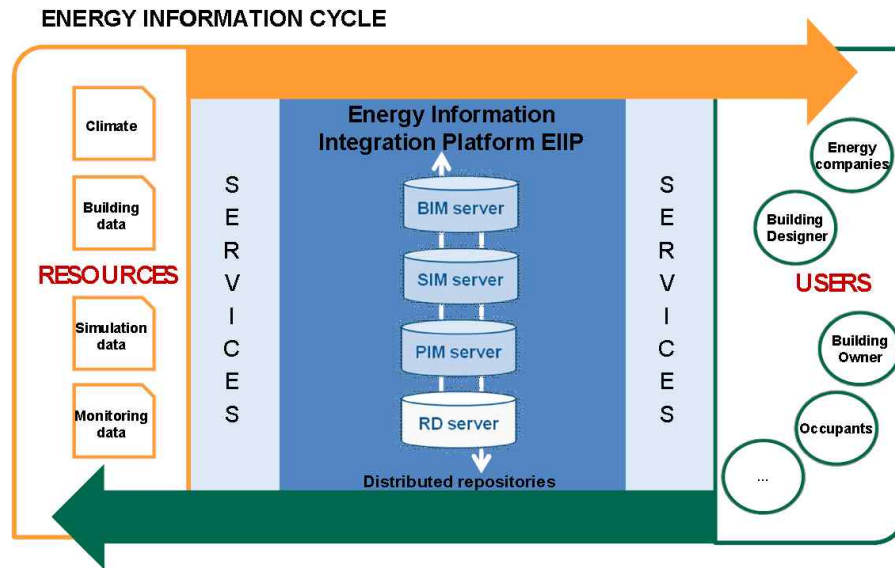 ENERGY INFORMATION CYCLE
Climate
Building
data
RESOURCES
Simulation
data
Monitoring
data
S
E
R
V
I
C
E
S
Energy Information
Integration Platform EIIP
BIM server
SIM server
PIM server
RD server
Distributed repositories
S
E
R
V
I
C
E
S
Energy
companies
Building
Designer
USERS
Building
Owner
Occupants
...